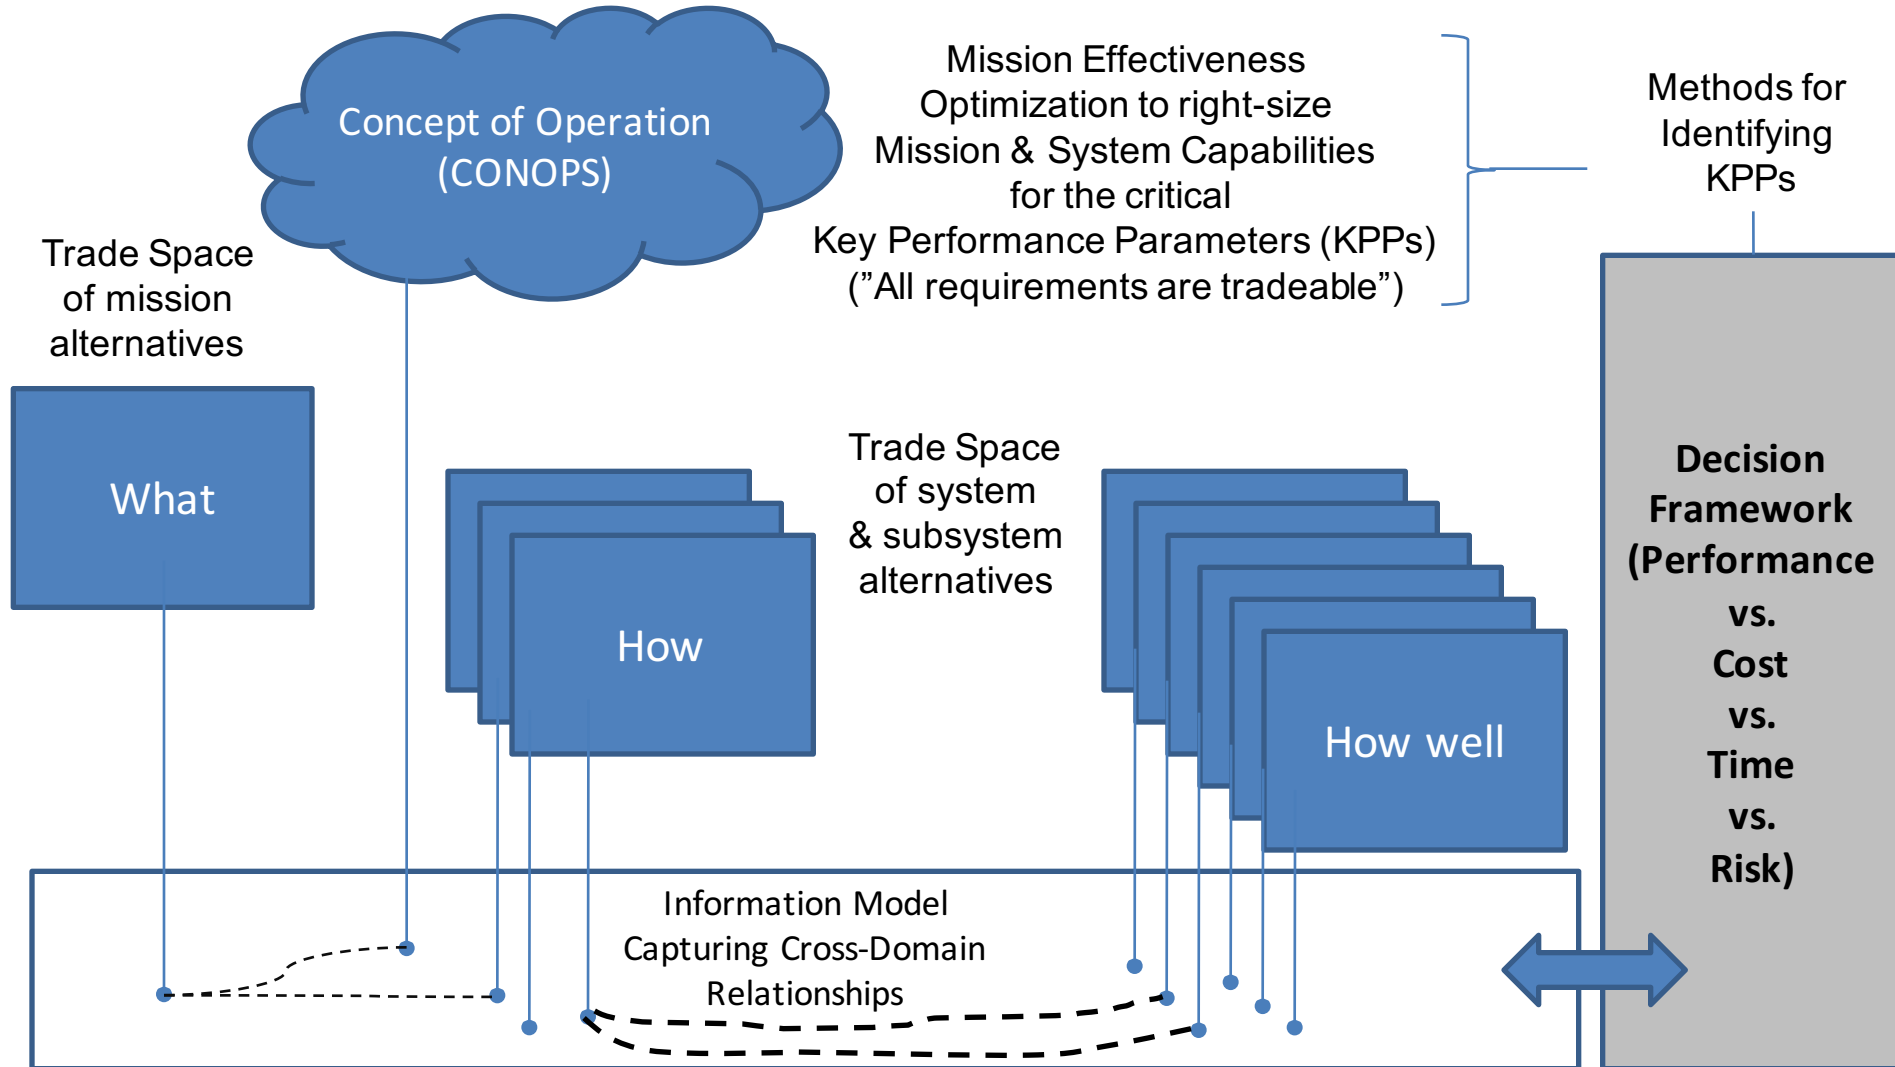 Concept of Operation
(CONOPS)
Mission Effectiveness
Optimization to right-size
Mission & System Capabilities
for the critical
Key Performance Parameters (KPPs)
(”All requirements are tradeable”)
Methods for
Identifying
KPPs
Trade Space
of mission
alternatives
What
How
Trade Space
of system
& subsystem
alternatives
How well
Decision
Framework
(Performance
vs.
Cost
vs.
Time
vs.
Risk)
Information Model
Capturing Cross-Domain
Relationships